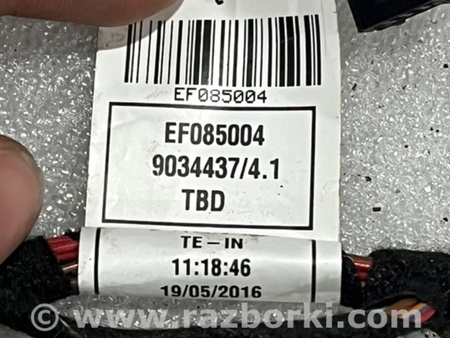 EF085004
EF085004
9034437/4.1
TBD
TE-IN
11:18:46
19/05/2016
www.razborki.com